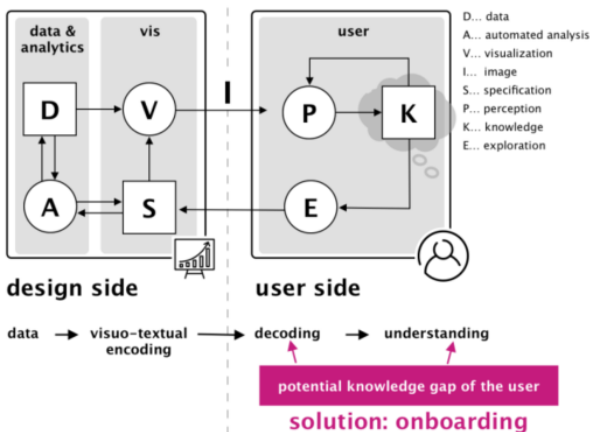 data &
analytics
vis
user
D... data
A... automated analysis
V... visualization
I... image
S... specification
P... perception
K... knowledge
E... exploration
D
V
I
P
K
A
S
E
design side
user side
data
visuo-textual
encoding
decoding
understanding
potential knowledge gap of the user
solution: onboarding